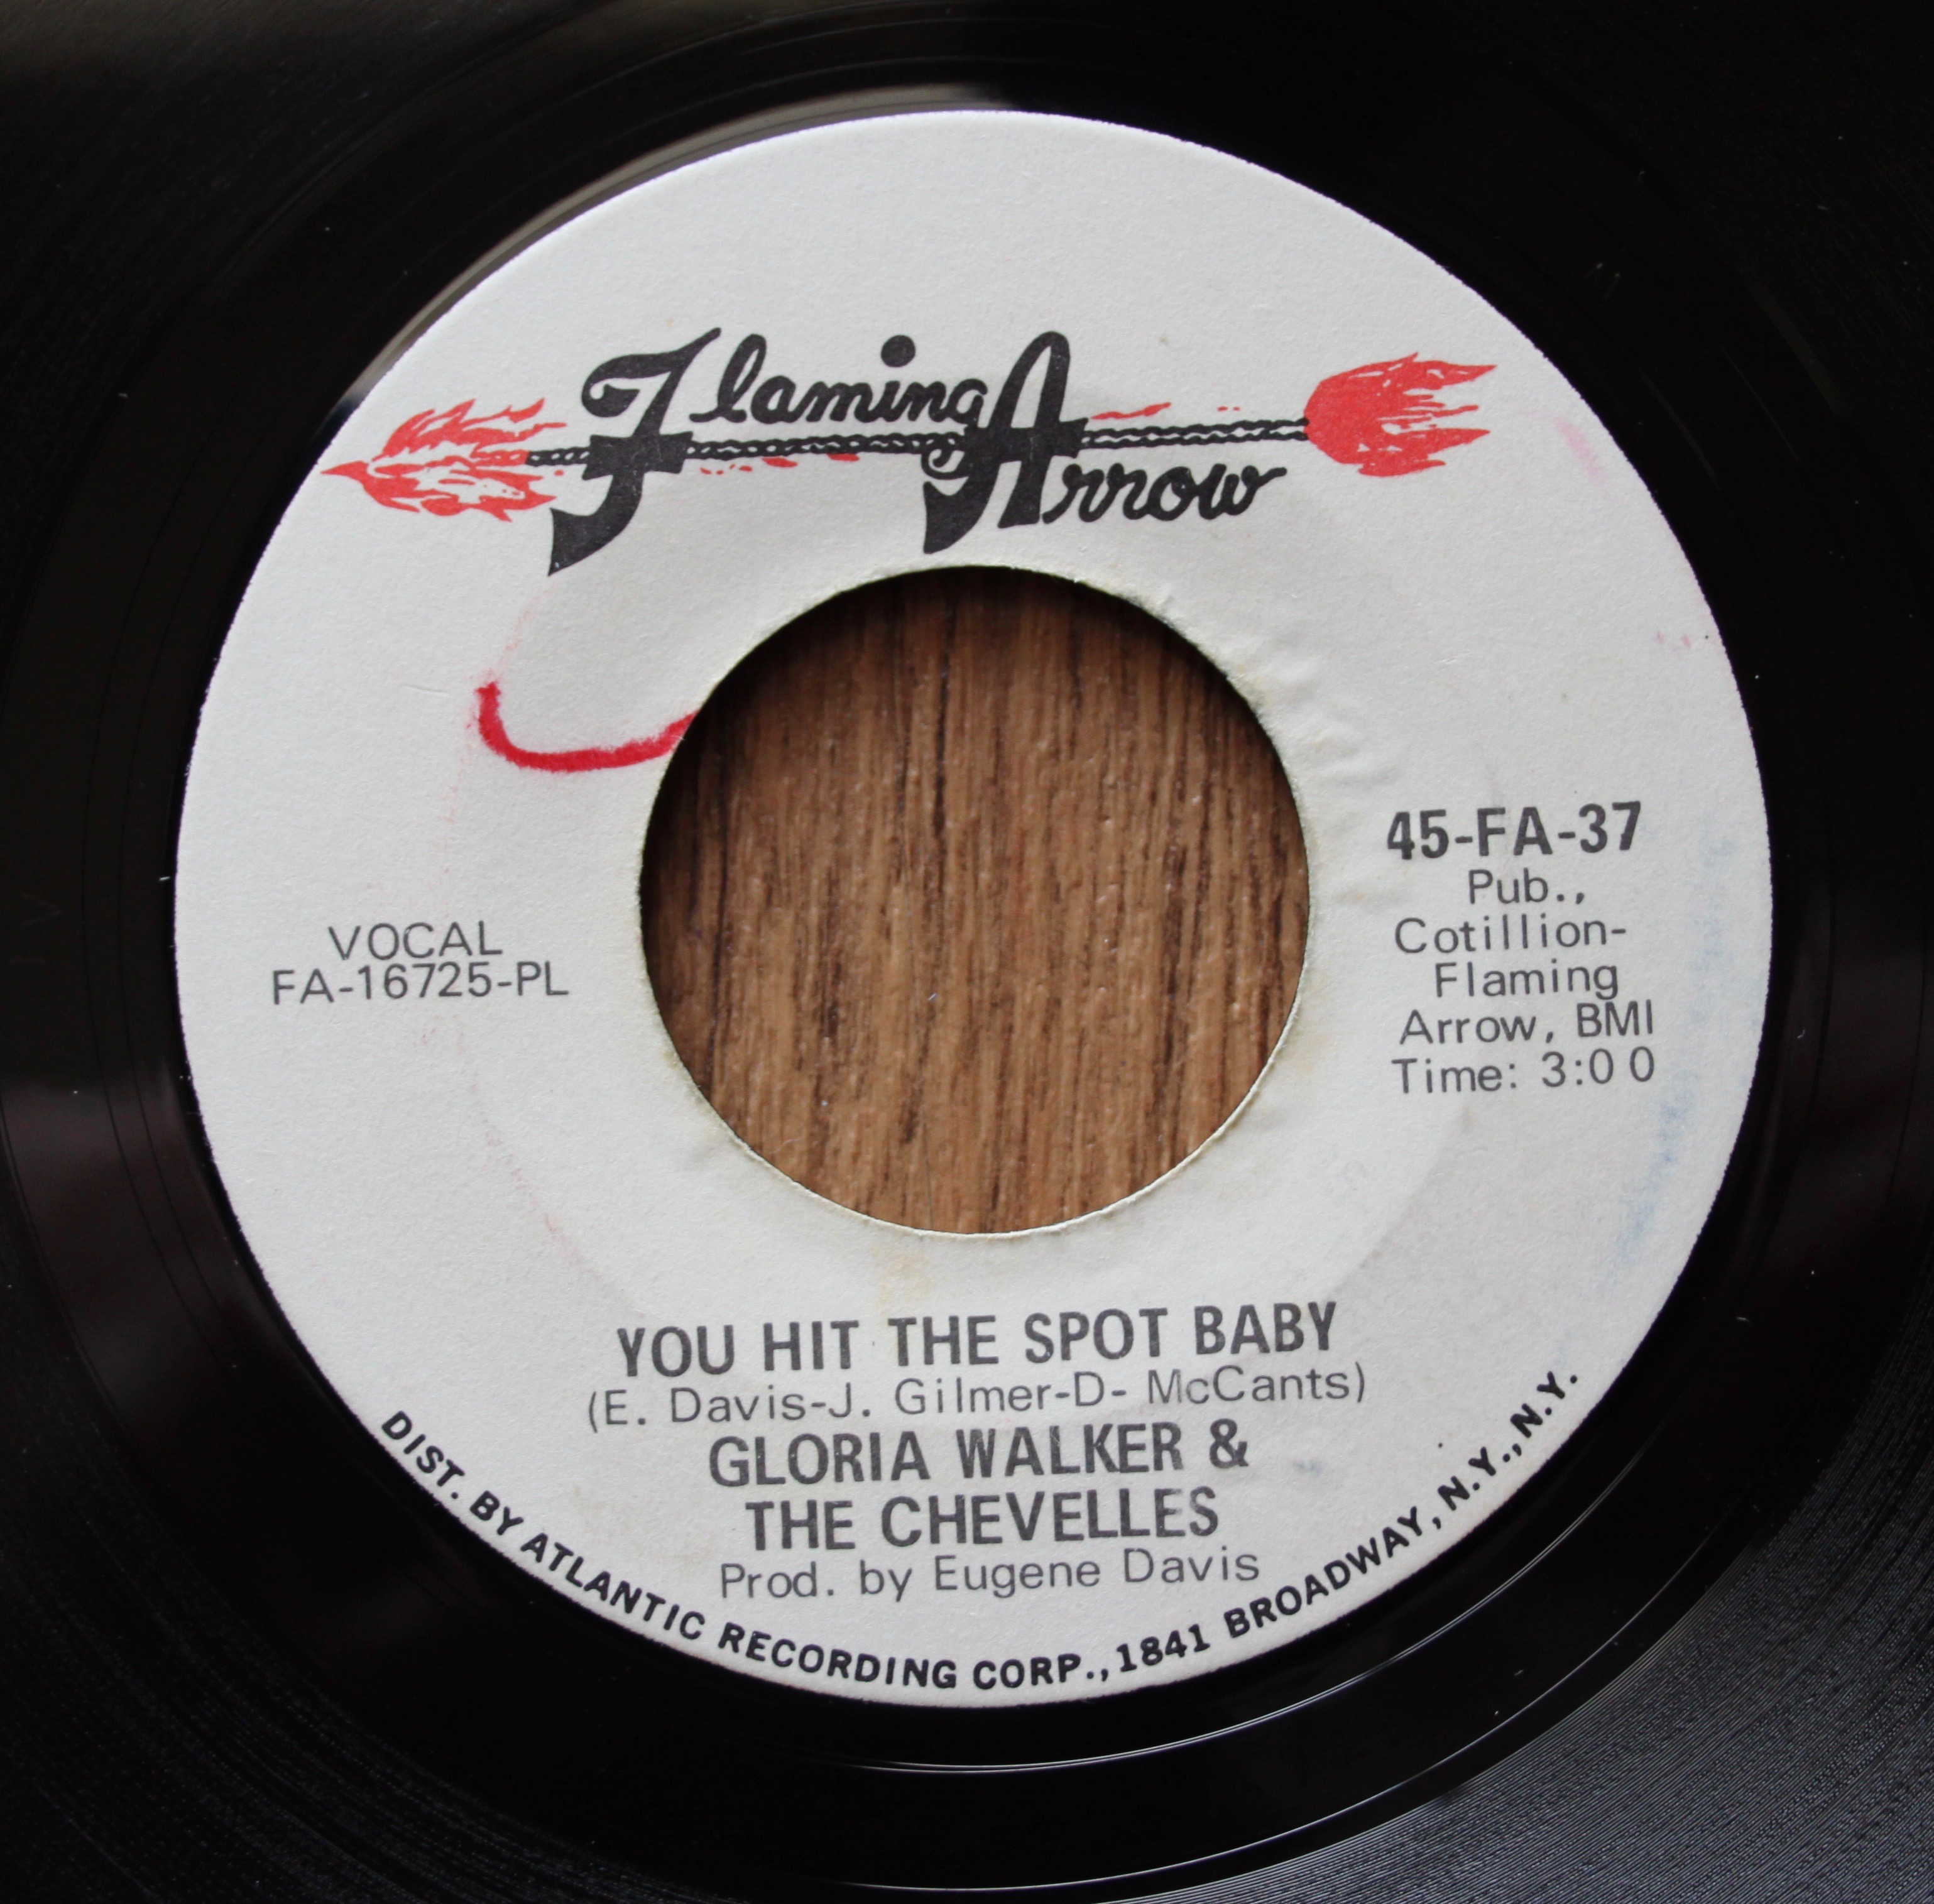 Flaming
Arrow
VOCAL
FA-16725-PL
45-FA-37
Pub.,
Cotillion-
Flaming
Arrow, BMI
Time: 3:00
YOU HIT THE SPOT BABY
(E. Davis-J. Gilmer-D- McCants)
GLORIA WALKER &
THE CHEVELLES
Prod. by Eugene Davis
DIST. BY ATLANTIC RECORDING CORP., 1841 BROADWAY, N.Y., N.Y.